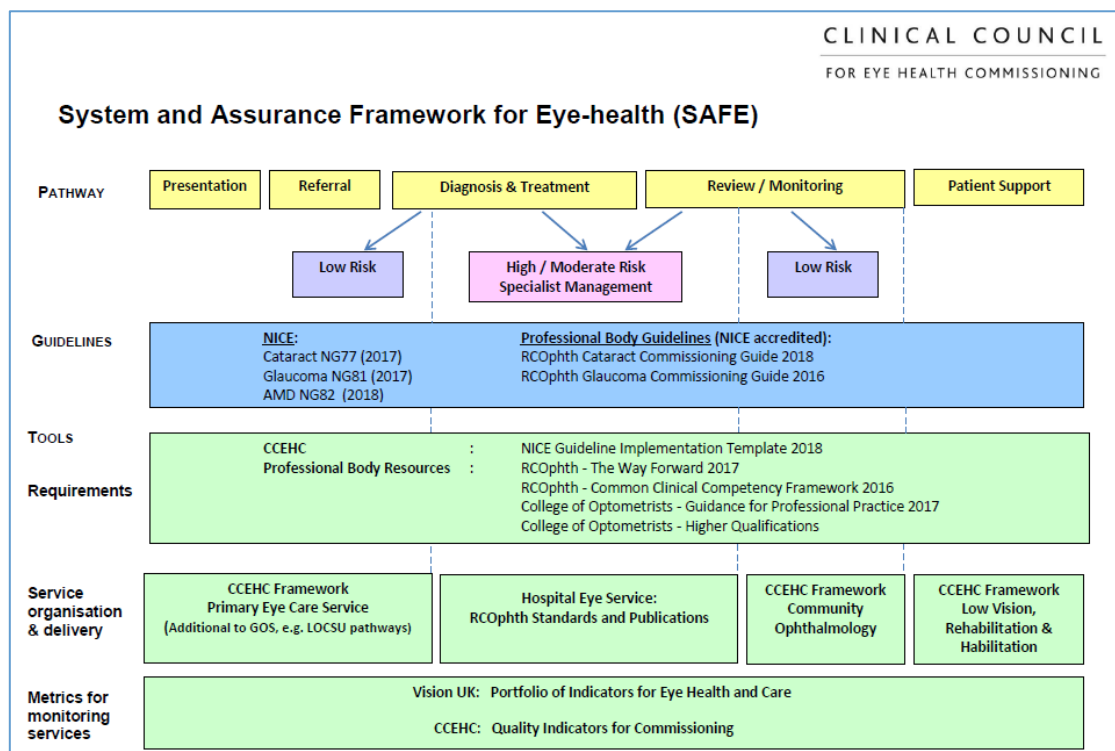 CLINICAL COUNCIL
FOR EYE HEALTH COMMISSIONING
System and Assurance Framework for Eye-health (SAFE)
PATHWAY
Presentation
Referral
Diagnosis & Treatment
Review / Monitoring
Patient Support
Low Risk
High / Moderate Risk
Specialist Management
Low Risk
GUIDELINES
NICE:
Cataract NG77 (2017)
Glaucoma NG81 (2017)
AMD NG82 (2018)
Professional Body Guidelines (NICE accredited):
RCOphth Cataract Commissioning Guide 2018
RCOphth Glaucoma Commissioning Guide 2016
TOOLS
Requirements
CCEHC : NICE Guideline Implementation Template 2018
Professional Body Resources : RCOphth - The Way Forward 2017
RCOphth - Common Clinical Competency Framework 2016
College of Optometrists - Guidance for Professional Practice 2017
College of Optometrists - Higher Qualifications
Service
organisation
& delivery
CCEHC Framework
Primary Eye Care Service
(Additional to GOS, e.g. LOCSU pathways)
Hospital Eye Service:
RCOphth Standards and Publications
CCEHC Framework
Community
Ophthalmology
CCEHC Framework
Low Vision,
Rehabilitation &
Habilitation
Metrics for
monitoring
services
Vision UK: Portfolio of Indicators for Eye Health and Care
CCEHC: Quality Indicators for Commissioning